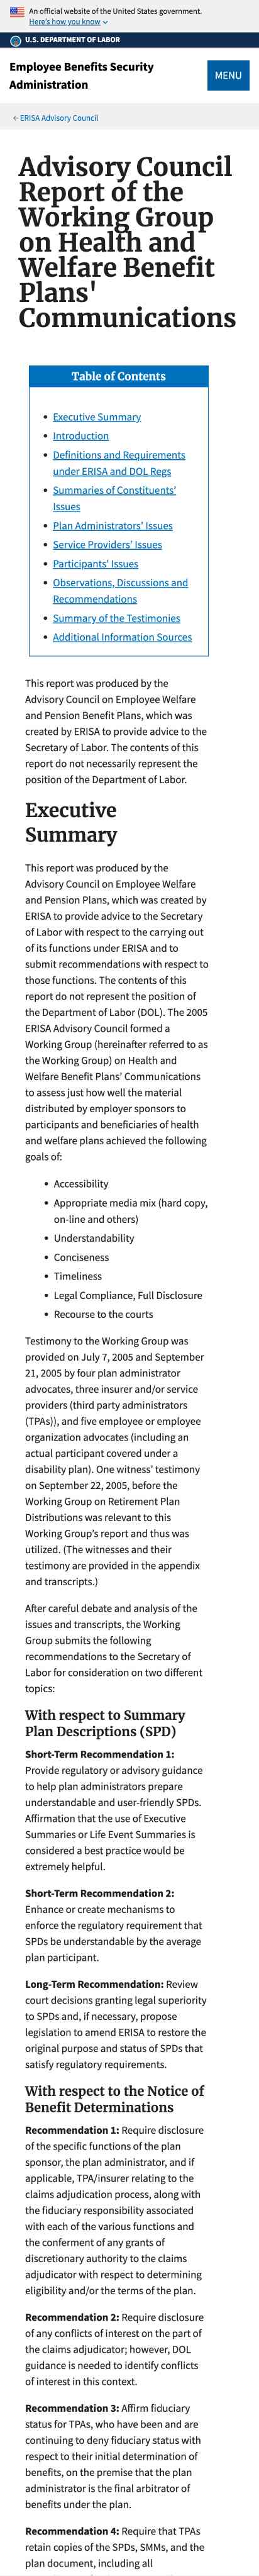 An official website of the United States government.
Here's how you know
U.S. DEPARTMENT OF LABOR
Employee Benefits Security
Administration
MENU
← ERISA Advisory Council
Advisory Council
Report of the
Working Group
on Health and
Welfare Benefit
Plans'
Communications
Table of Contents
• Executive Summary
• Introduction
• Definitions and Requirements
under ERISA and DOL Regs
• Summaries of Constituents'
Issues
• Plan Administrators' Issues
• Service Providers' Issues
• Participants' Issues
• Observations, Discussions and
Recommendations
• Summary of the Testimonies
• Additional Information Sources
This report was produced by the
Advisory Council on Employee Welfare
and Pension Benefit Plans, which was
created by ERISA to provide advice to the
Secretary of Labor. The contents of this
report do not necessarily represent the
position of the Department of Labor.
Executive
Summary
This report was produced by the
Advisory Council on Employee Welfare
and Pension Plans, which was created by
ERISA to provide advice to the Secretary
of Labor with respect to the carrying out
of its functions under ERISA and to
submit recommendations with respect to
those functions. The contents of this
report do not represent the position of
the Department of Labor (DOL). The 2005
ERISA Advisory Council formed a
Working Group (hereinafter referred to as
the Working Group) on Health and
Welfare Benefit Plans' Communications
to assess just how well the material
distributed by employer sponsors to
participants and beneficiaries of health
and welfare plans achieved the following
goals of:
• Accessibility
• Appropriate media mix (hard copy,
on-line and others)
• Understandability
• Conciseness
• Timeliness
• Legal Compliance, Full Disclosure
• Recourse to the courts
Testimony to the Working Group was
provided on July 7, 2005 and September
21, 2005 by four plan administrator
advocates, three insurer and/or service
providers (third party administrators
(TPAs)), and five employee or employee
organization advocates (including an
actual participant covered under a
disability plan). One witness' testimony
on September 22, 2005, before the
Working Group on Retirement Plan
Distributions was relevant to this
Working Group's report and thus was
utilized. (The witnesses and their
testimony are provided in the appendix
and transcripts.)
After careful debate and analysis of the
issues and transcripts, the Working
Group submits the following
recommendations to the Secretary of
Labor for consideration on two different
topics:
With respect to Summary
Plan Descriptions (SPD)
Short-Term Recommendation 1:
Provide regulatory or advisory guidance
to help plan administrators prepare
understandable and user-friendly SPDs.
Affirmation that the use of Executive
Summaries or Life Event Summaries is
considered a best practice would be
extremely helpful.
Short-Term Recommendation 2:
Enhance or create mechanisms to
enforce the regulatory requirement that
SPDs be understandable by the average
plan participant.
Long-Term Recommendation: Review
court decisions granting legal superiority
to SPDs and, if necessary, propose
legislation to amend ERISA to restore the
original purpose and status of SPDs that
satisfy regulatory requirements.
With respect to the Notice of
Benefit Determinations
Recommendation 1: Require disclosure
of the specific functions of the plan
sponsor, the plan administrator, and if
applicable, TPA/insurer relating to the
claims adjudication process, along with
the fiduciary responsibility associated
with each of the various functions and
the conferment of any grants of
discretionary authority to the claims
adjudicator with respect to determining
eligibility and/or the terms of the plan.
Recommendation 2: Require disclosure
of any conflicts of interest on the part of
the claims adjudicator; however, DOL
guidance is needed to identify conflicts
of interest in this context.
Recommendation 3: Affirm fiduciary
status for TPAs, who have been and are
continuing to deny fiduciary status with
respect to their initial determination of
benefits, on the premise that the plan
administrator is the final arbitrator of
benefits under the plan.
Recommendation 4: Require that TPAs
retain copies of the SPDs, SMMs, and the
plan document, including all